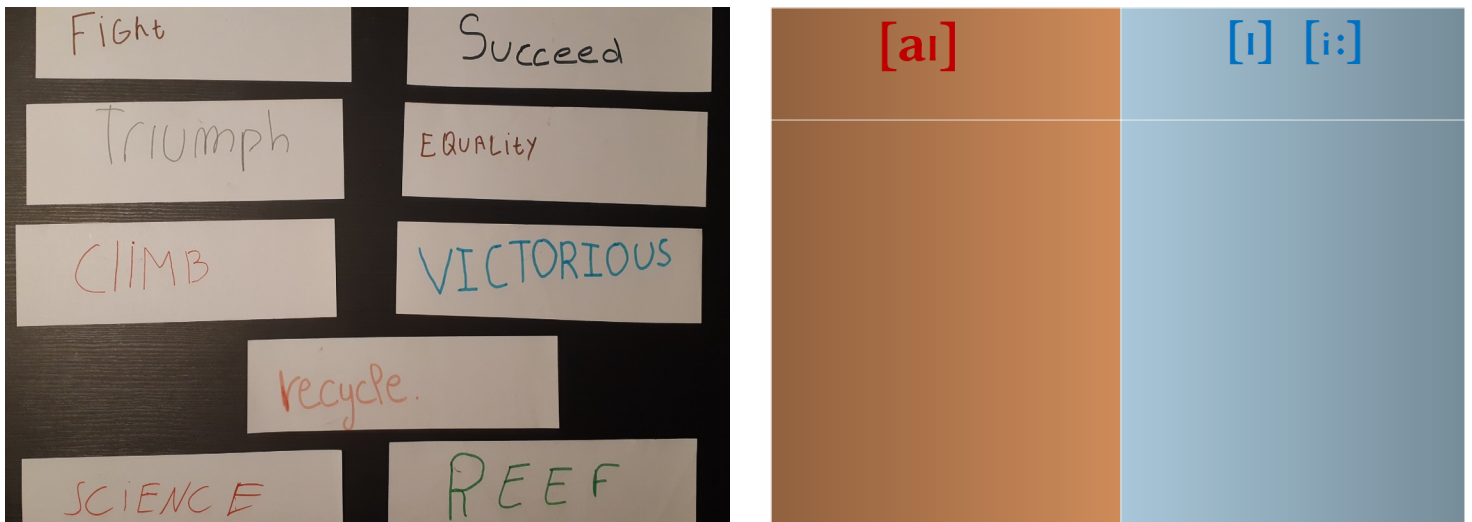 Fight
Succeed
Triumph
EQUALity
CliMB
VICTORIOUS
recycle.
SCiENCE
REEF
[aɪ]
[ɪ] [i:]